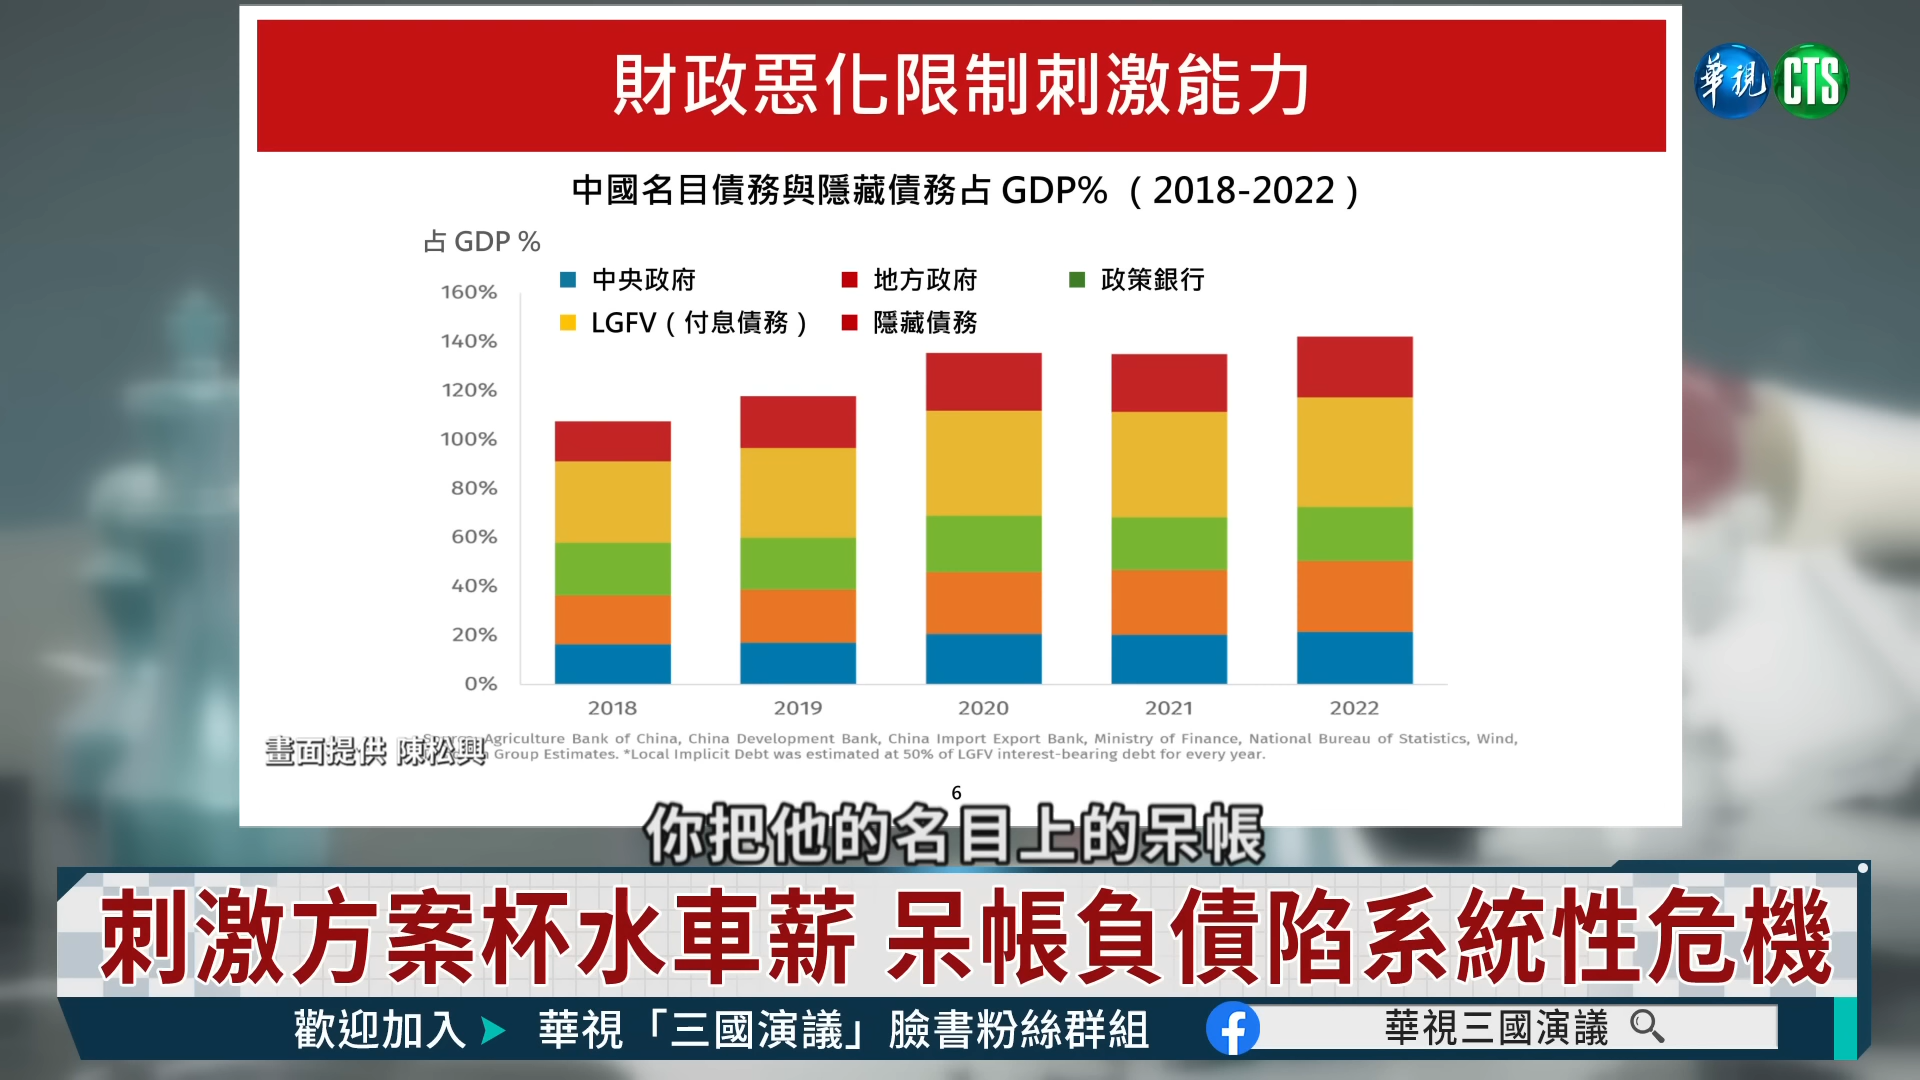 財政惡化限制刺激能力
華視 CTS
中國名目債務與隱藏債務占 GDP%（2018-2022）
占 GDP %
中央政府 地方政府 政策銀行
LGFV（付息債務） 隱藏債務
160%
140%
120%
100%
80%
60%
40%
20%
0%
2018 2019 2020 2021 2022
Agriculture Bank of China, China Development Bank, China Import Export Bank, Ministry of Finance, National Bureau of Statistics, Wind,
Group Estimates. *Local Implicit Debt was estimated at 50% of LGFV interest-bearing debt for every year.
畫面提供 陳松興
6
你把他的名目上的呆帳
刺激方案杯水車薪 呆帳負債陷系統性危機
歡迎加入 華視「三國演議」臉書粉絲群組
華視三國演議